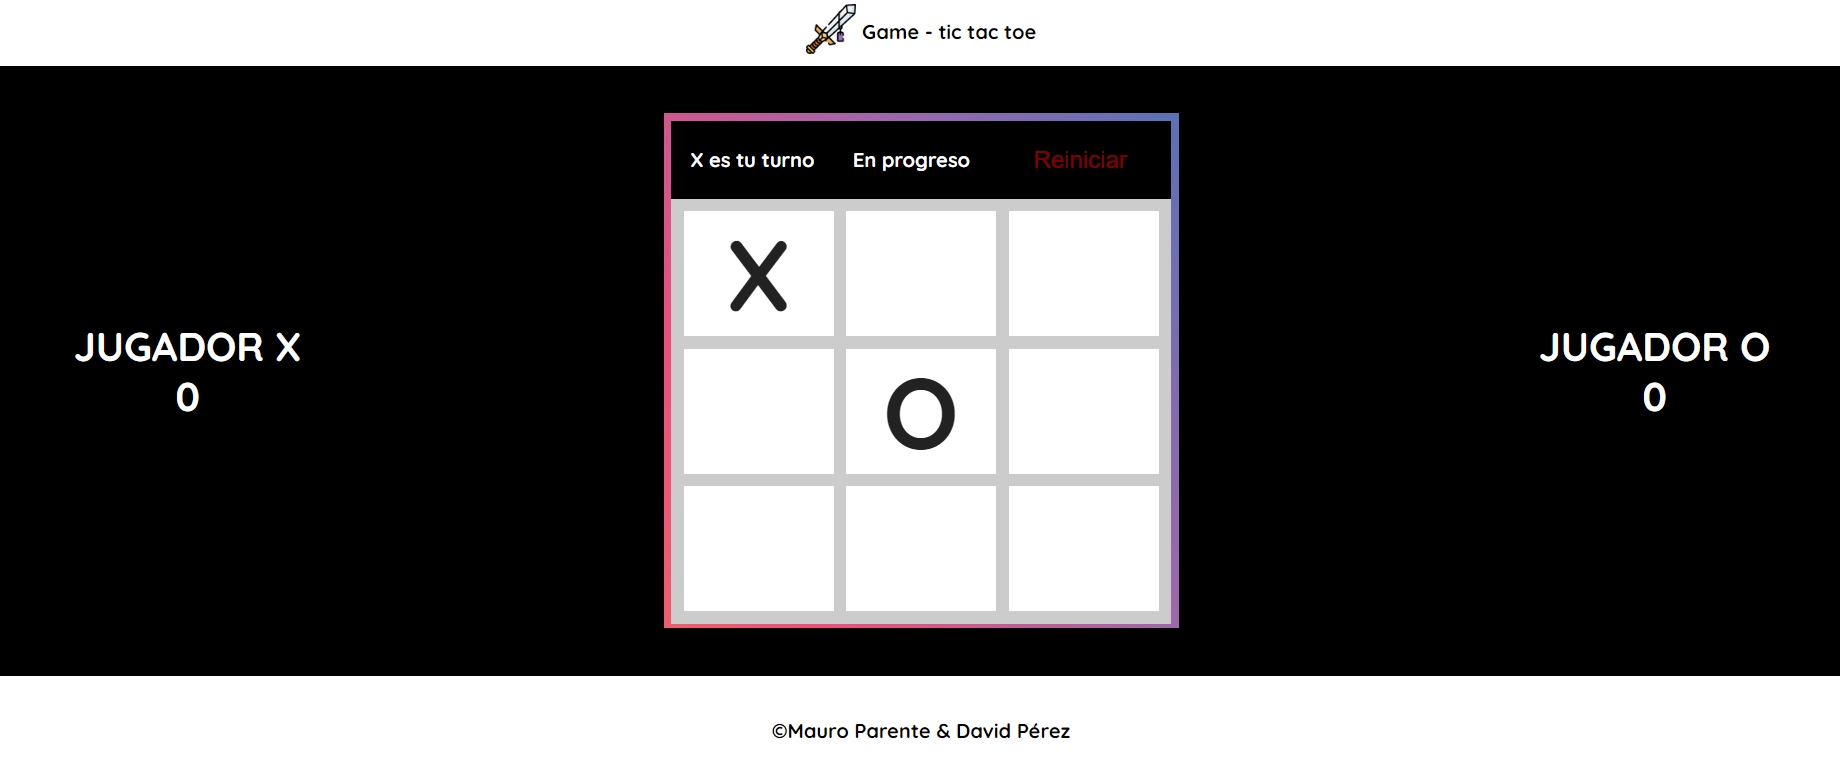 Game - tic tac toe
X es tu turno
En progreso
Reiniciar
X
JUGADOR X
0
JUGADOR O
0
O
©Mauro Parente & David Pérez